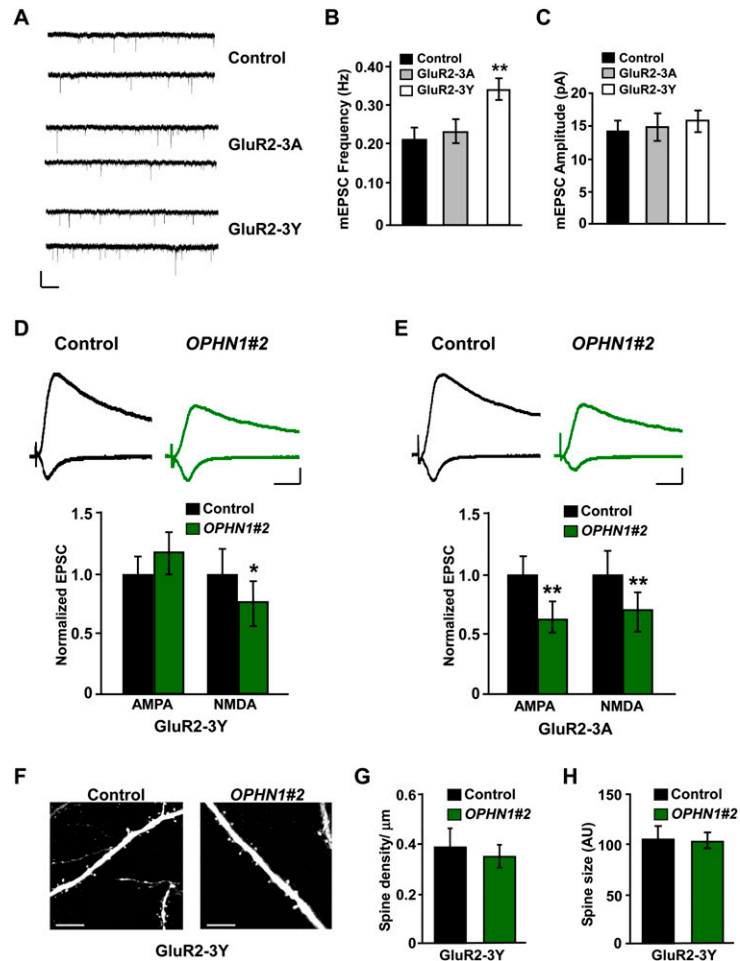 A
Control
GluR2-3A
GluR2-3Y
B
Control
GluR2-3A
GluR2-3Y
**
mEPSC Frequency (Hz)
0.40
0.30
0.20
0.10
0
C
Control
GluR2-3A
GluR2-3Y
mEPSC Amplitude (pA)
20
15
10
5
0
D
Control OPHN1#2
Control
OPHN1#2
*
Normalized EPSC
1.5
1.0
0.5
0
AMPA NMDA
GluR2-3Y
E
Control OPHN1#2
Control
OPHN1#2
** **
Normalized EPSC
1.5
1.0
0.5
0
AMPA NMDA
GluR2-3A
F
Control OPHN1#2
GluR2-3Y
G
Control
OPHN1#2
Spine density/ μm
0.6
0.4
0.2
0
GluR2-3Y
H
Control
OPHN1#2
Spine size (AU)
150
100
50
0
GluR2-3Y